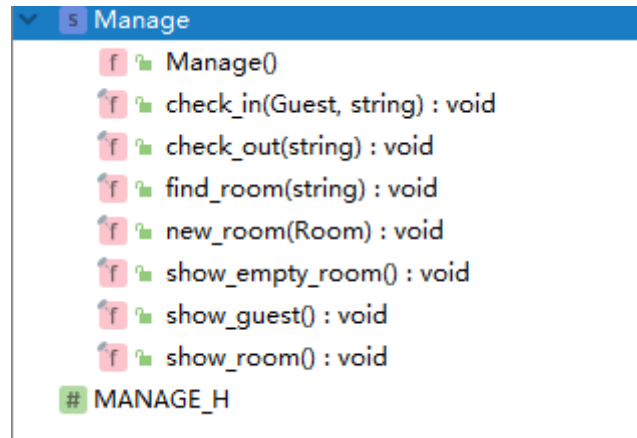 S Manage
f Manage()
f check_in(Guest, string) : void
f check_out(string) : void
f find_room(string) : void
f new_room(Room) : void
f show_empty_room() : void
f show_guest() : void
f show_room() : void
# MANAGE_H